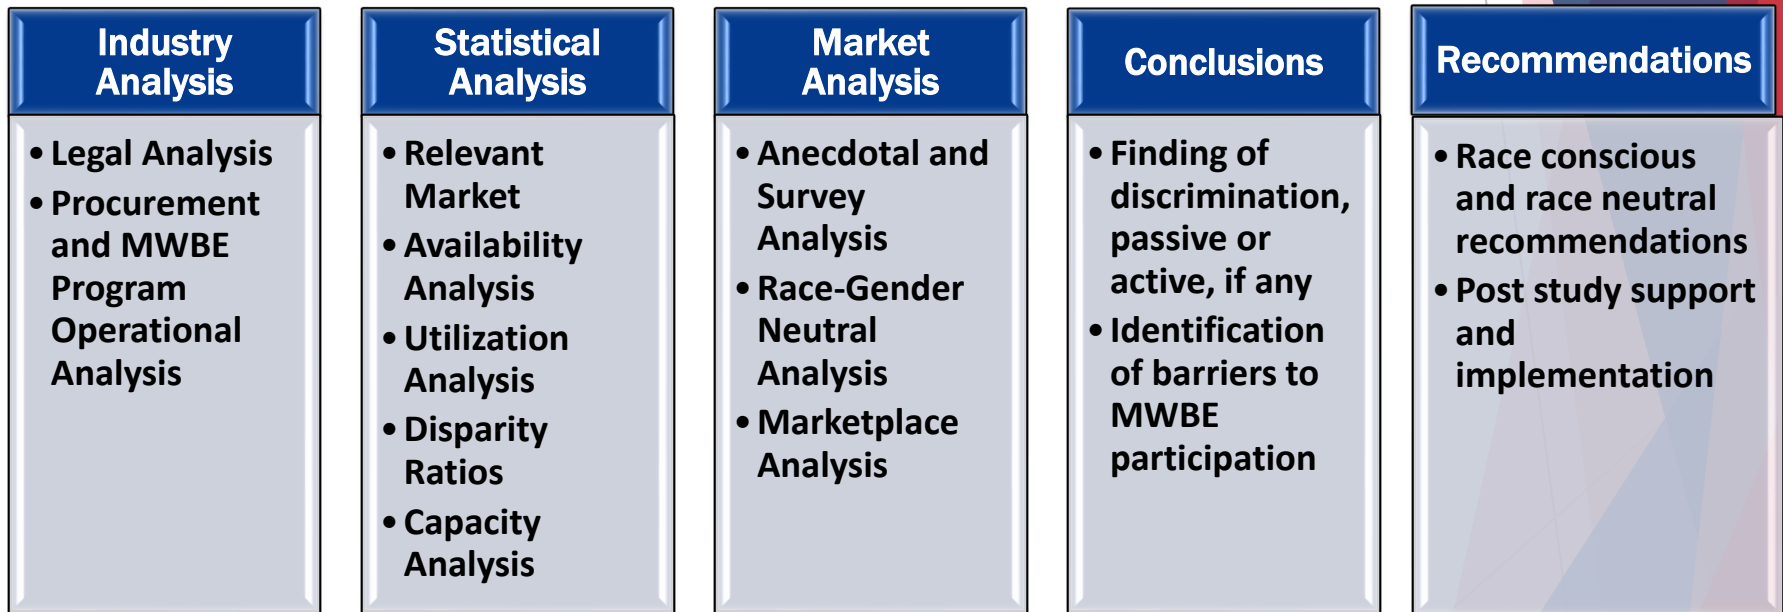 Industry
Analysis
• Legal Analysis
• Procurement
and MWBE
Program
Operational
Analysis
Statistical
Analysis
• Relevant
Market
• Availability
Analysis
• Utilization
Analysis
• Disparity
Ratios
• Capacity
Analysis
Market
Analysis
• Anecdotal and
Survey
Analysis
• Race-Gender
Neutral
Analysis
• Marketplace
Analysis
Conclusions
• Finding of
discrimination,
passive or
active, if any
• Identification
of barriers to
MWBE
participation
Recommendations
• Race conscious
and race neutral
recommendations
• Post study support
and
implementation